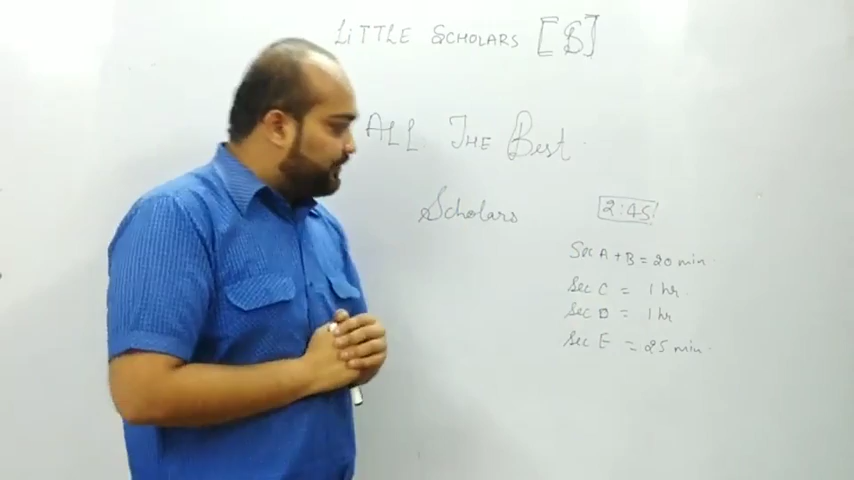 LiTTLE SCHOLARS [S]
ALL THE Best
Scholars
2:45
Sec A + B = 20 min.
Sec C = 1 hr.
Sec D = 1 hr
Sec E = 25 min.